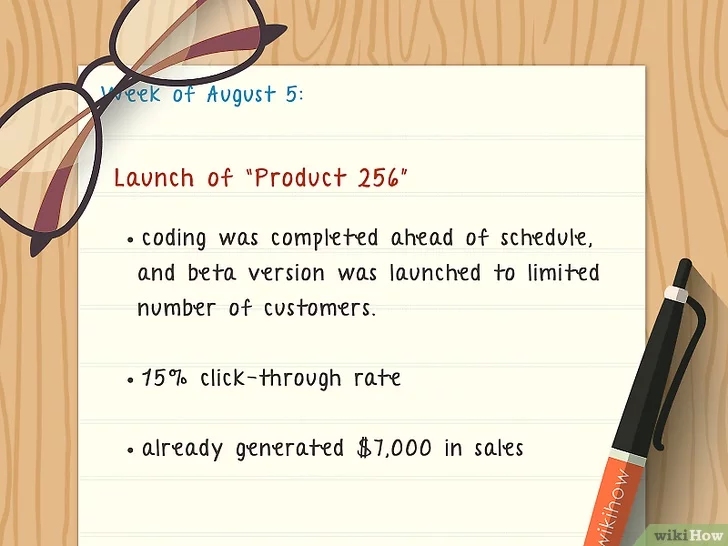 Week of August 5:
Launch of "Product 256"
• coding was completed ahead of schedule,
and beta version was launched to limited
number of customers.
• 15% click-through rate
• already generated $7,000 in sales
wikihow
wikiHow